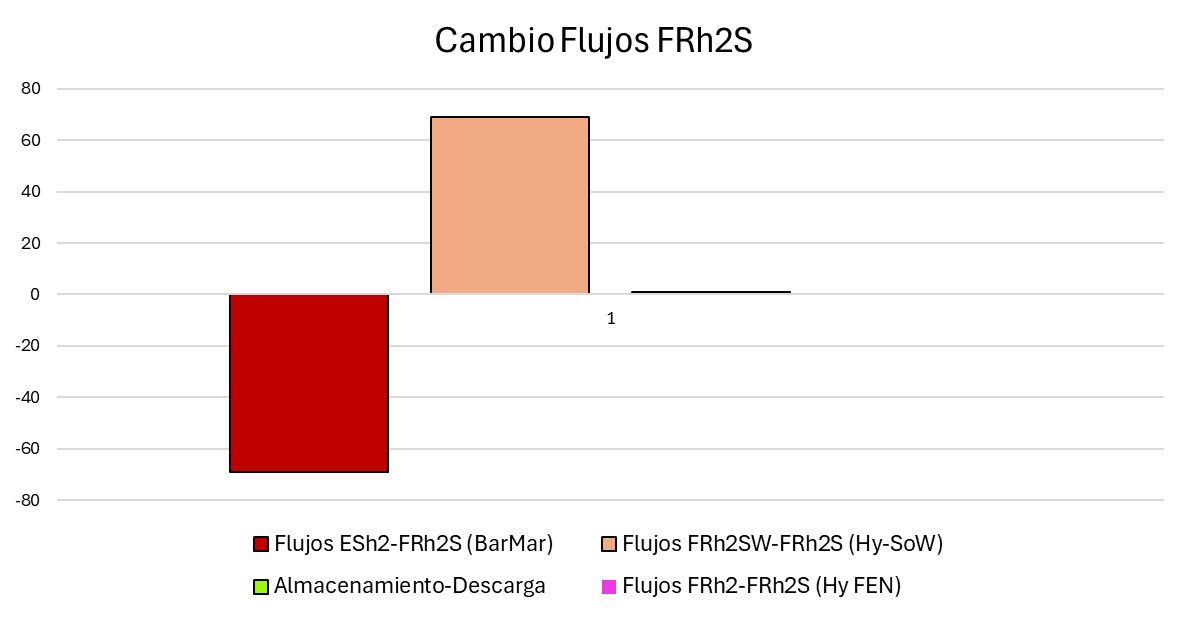 Cambio Flujos FRh2S
80
60
40
20
0
1
-20
-40
-60
-80
Flujos ESh2-FRh2S (BarMar)
Flujos FRh2SW-FRh2S (Hy-SoW)
Almacenamiento-Descarga
Flujos FRh2-FRh2S (Hy FEN)